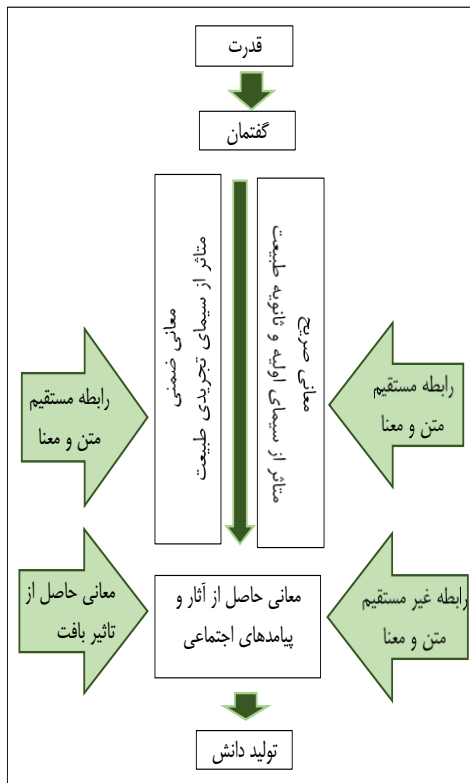 قدرت
گفتمان
معانی صریح
متاثر از سیمای اولیه و ثانویه طبیعت
معانی ضمنی
متاثر از سیمای تجریدی طبیعت
رابطه مستقیم
متن و معنا
رابطه مستقیم
متن و معنا
رابطه غیر مستقیم
متن و معنا
معانی حاصل از آثار و
پیامدهای اجتماعی
معانی حاصل از
تاثیر بافت
تولید دانش